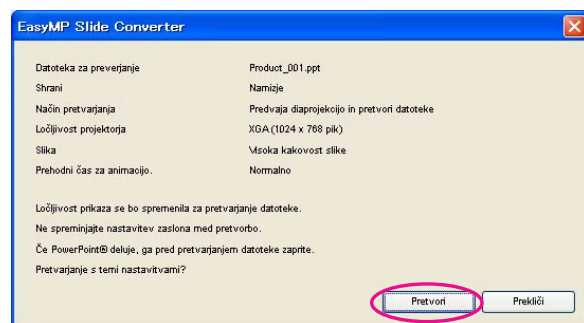 EasyMP Slide Converter
Datoteka za preverjanje Product_001.ppt
Shrani Namizje
Način pretvarjanja Predvaja diaprojekcijo in pretvori datoteke
Ločljivost projektorja XGA (1024 x 768 pik)
Slika Visoka kakovost slike
Prehodni čas za animacijo. Normalno
Ločljivost prikaza se bo spremenila za pretvarjanje datoteke.
Ne spreminjajte nastavitev zaslona med pretvorbo.
Če PowerPoint® deluje, ga pred pretvarjanjem datoteke zaprite.
Pretvarjanje s temi nastavitvami?
Pretvori Prekliči